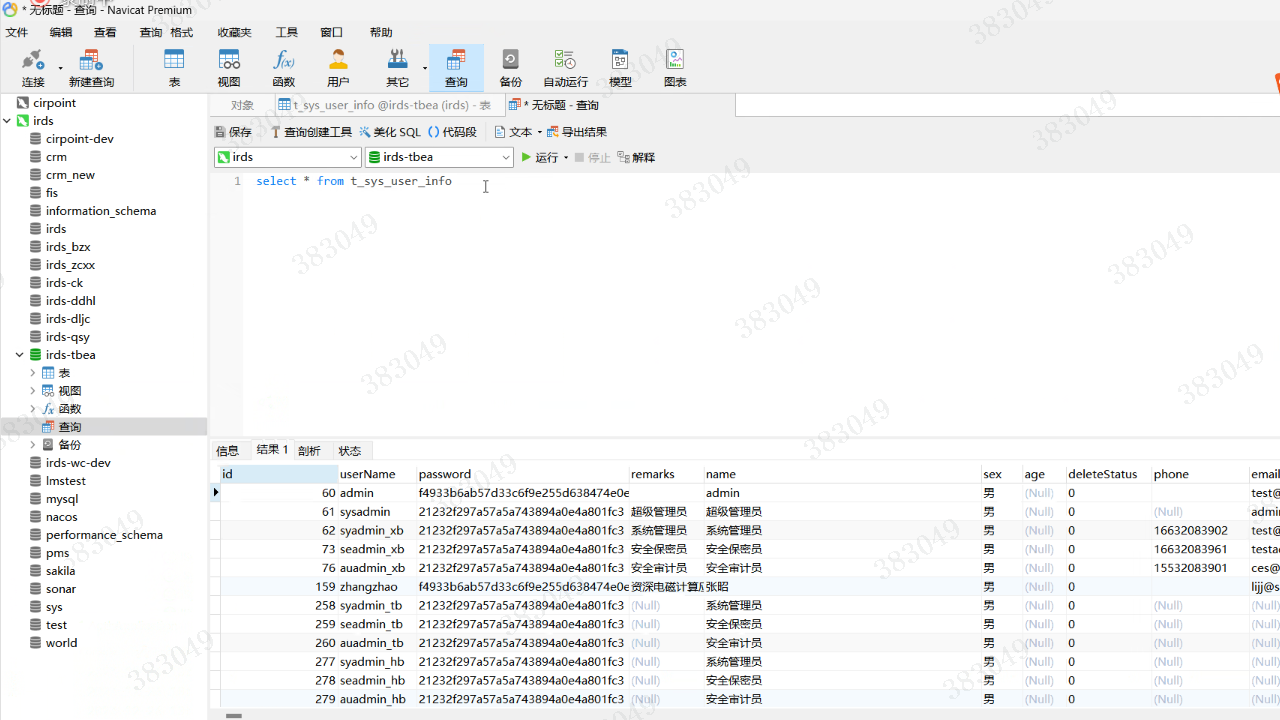 * 无标题 - 查询 - Navicat Premium
文件 编辑 查看 查询 格式 收藏夹 工具 窗口 帮助
连接 新建查询 表 视图 函数 用户 其它 查询 备份 自动运行 模型 图表
cirpoint
irds
cirpoint-dev
crm
crm_new
fis
information_schema
irds
irds_bzx
irds_zcxx
irds-ck
irds-ddhl
irds-dljc
irds-qsy
irds-tbea
表
视图
函数
查询
备份
irds-wc-dev
lmstest
mysql
nacos
performance_schema
pms
sakila
sonar
sys
test
world
对象 t_sys_user_info @irds-tbea (irds) - 表 * 无标题 - 查询
保存 查询创建工具 美化 SQL () 代码段 文本 导出结果
irds irds-tbea 运行 停止 解释
1 select * from t_sys_user_info
信息 结果 1 剖析 状态
id userName password remarks name sex age deleteStatus phone email
60 admin f4933b6ab57d33c6f9e255d638474e0e admin 男 (Null) 0 test@
61 sysadmin 21232f297a57a5a743894a0e4a801fc3 超级管理员 超级管理员 男 (Null) 0 (Null) admin
62 syadmin_xb 21232f297a57a5a743894a0e4a801fc3 系统管理员 系统管理员 男 (Null) 0 16632083902 test@
73 seadmin_xb 21232f297a57a5a743894a0e4a801fc3 安全保密员 安全保密员 男 (Null) 0 16632083961 testad
76 auadmin_xb 21232f297a57a5a743894a0e4a801fc3 安全审计员 安全审计员 男 (Null) 0 15532083901 ces@
159 zhangzhao f4933b6ab57d33c6f9e255d638474e0e 资深电磁计算 张昭 男 (Null) 0 lijj@s
258 syadmin_tb 21232f297a57a5a743894a0e4a801fc3 (Null) 系统管理员 男 (Null) 0 (Null) (Null)
259 seadmin_tb 21232f297a57a5a743894a0e4a801fc3 (Null) 安全保密员 男 (Null) 0 (Null) (Null)
260 auadmin_tb 21232f297a57a5a743894a0e4a801fc3 (Null) 安全审计员 男 (Null) 0 (Null) (Null)
277 syadmin_hb 21232f297a57a5a743894a0e4a801fc3 (Null) 系统管理员 男 (Null) 0 (Null) (Null)
278 seadmin_hb 21232f297a57a5a743894a0e4a801fc3 (Null) 安全保密员 男 (Null) 0 (Null) (Null)
279 auadmin_hb 21232f297a57a5a743894a0e4a801fc3 (Null) 安全审计员 男 (Null) 0 (Null) (Null)
383049